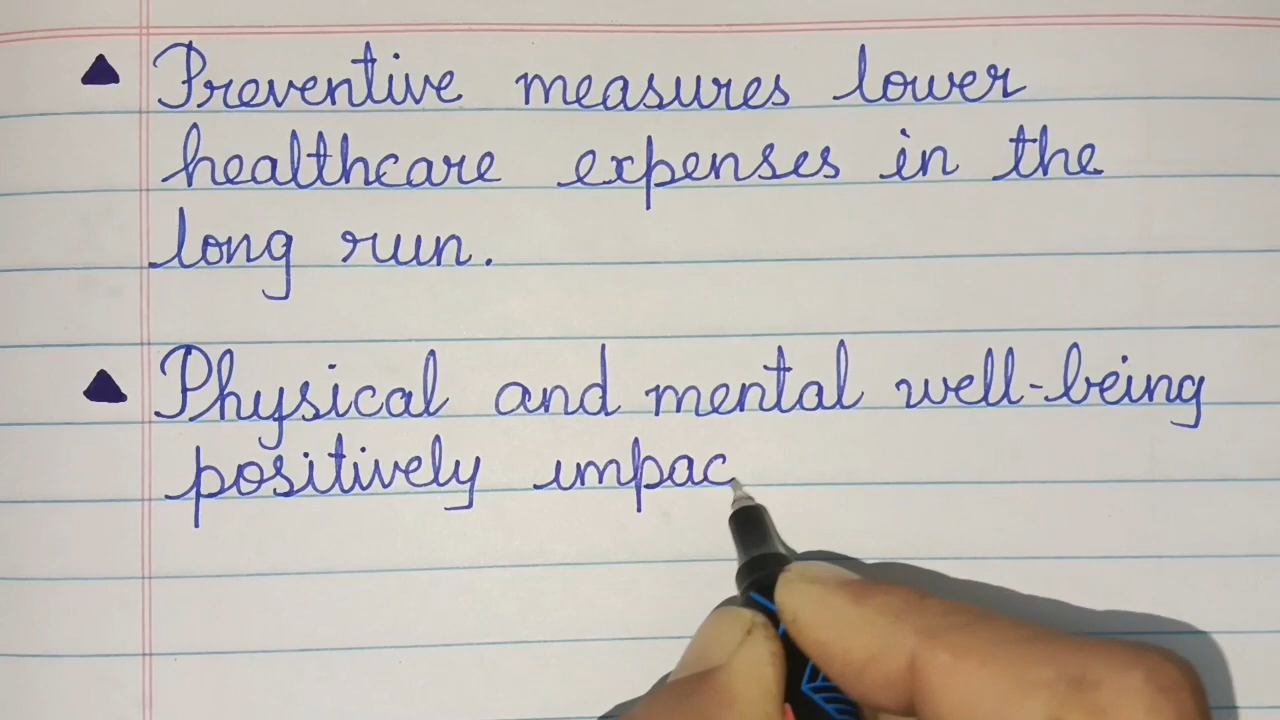 ▲ Preventive measures lower
healthcare expenses in the
long run.
▲ Physical and mental well-being
positively impac